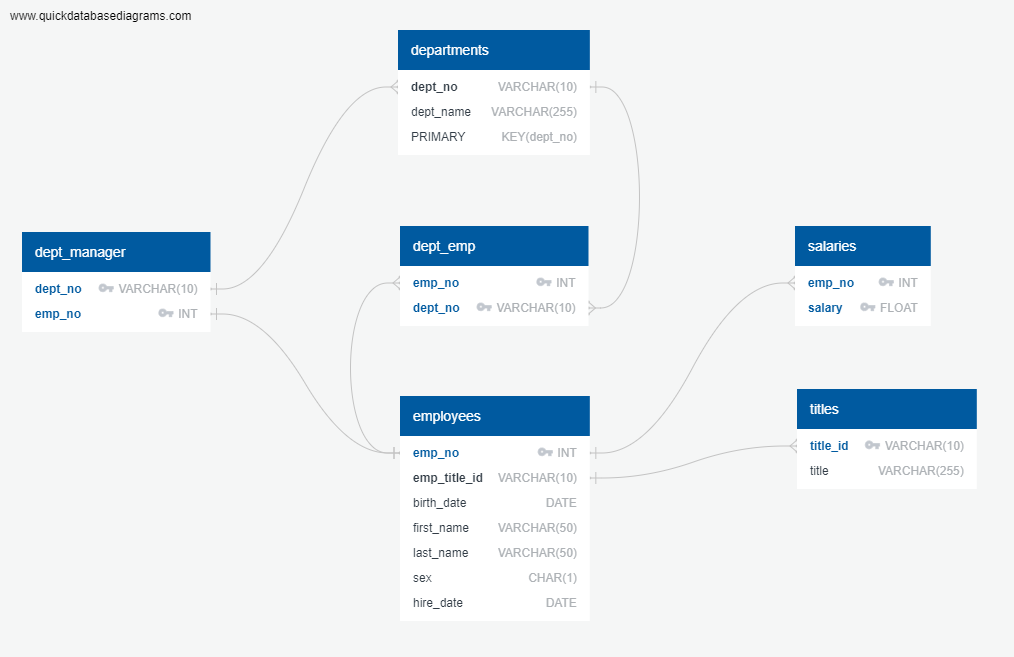 www.quickdatabasediagrams.com
departments
dept_no VARCHAR(10)
dept_name VARCHAR(255)
PRIMARY KEY(dept_no)
dept_manager
dept_no VARCHAR(10)
emp_no INT
dept_emp
emp_no INT
dept_no VARCHAR(10)
salaries
emp_no INT
salary FLOAT
employees
emp_no INT
emp_title_id VARCHAR(10)
birth_date DATE
first_name VARCHAR(50)
last_name VARCHAR(50)
sex CHAR(1)
hire_date DATE
titles
title_id VARCHAR(10)
title VARCHAR(255)